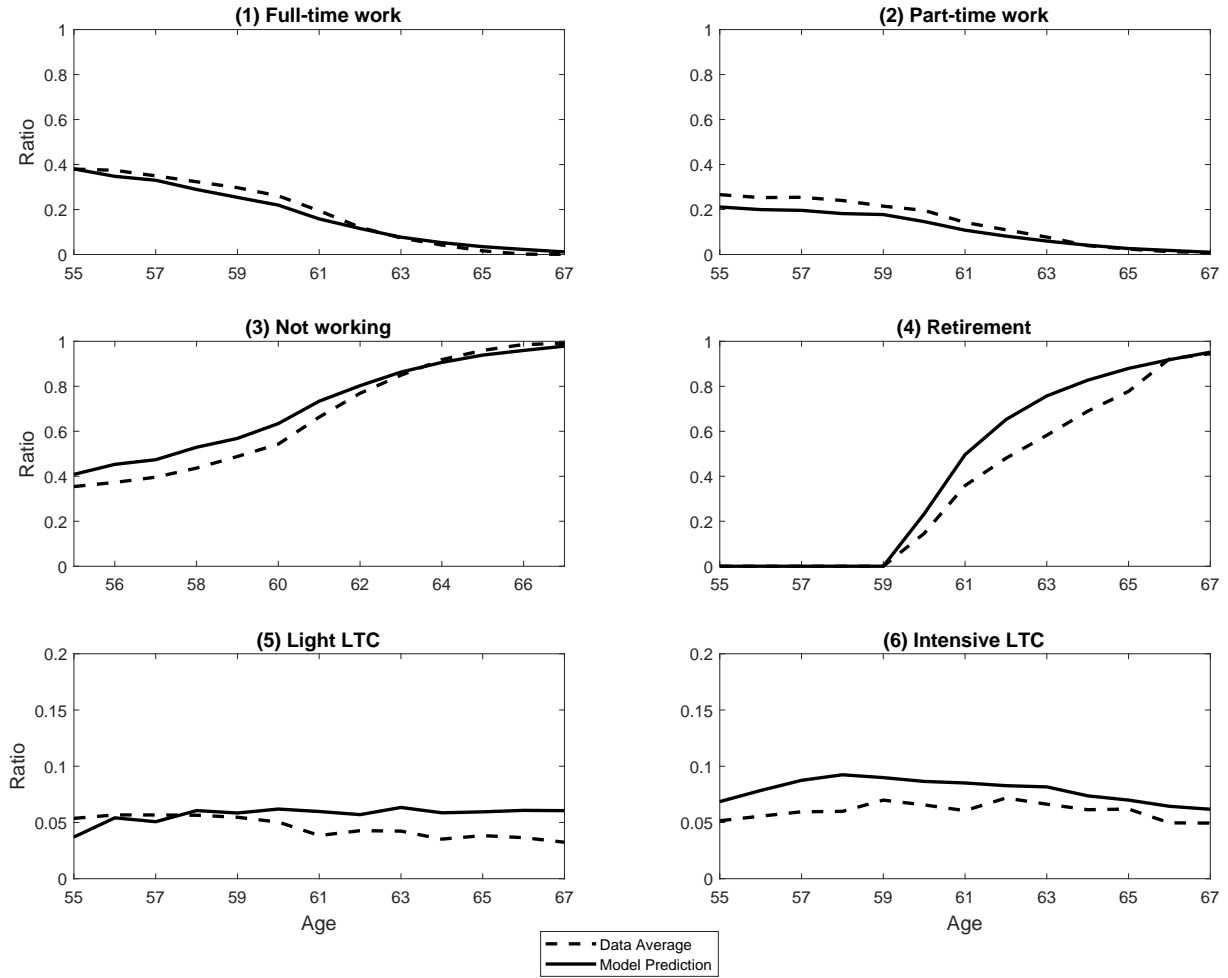 (1) Full-time work
1
0.8
0.6
0.4
0.2
0
Ratio
55 57 59 61 63 65 67
(2) Part-time work
1
0.8
0.6
0.4
0.2
0
55 57 59 61 63 65 67
(3) Not working
1
0.8
0.6
0.4
0.2
0
Ratio
56 58 60 62 64 66
(4) Retirement
1
0.8
0.6
0.4
0.2
0
55 57 59 61 63 65 67
(5) Light LTC
0.2
0.15
0.1
0.05
0
Ratio
55 57 59 61 63 65 67
Age
(6) Intensive LTC
0.2
0.15
0.1
0.05
0
55 57 59 61 63 65 67
Age
Data Average
Model Prediction